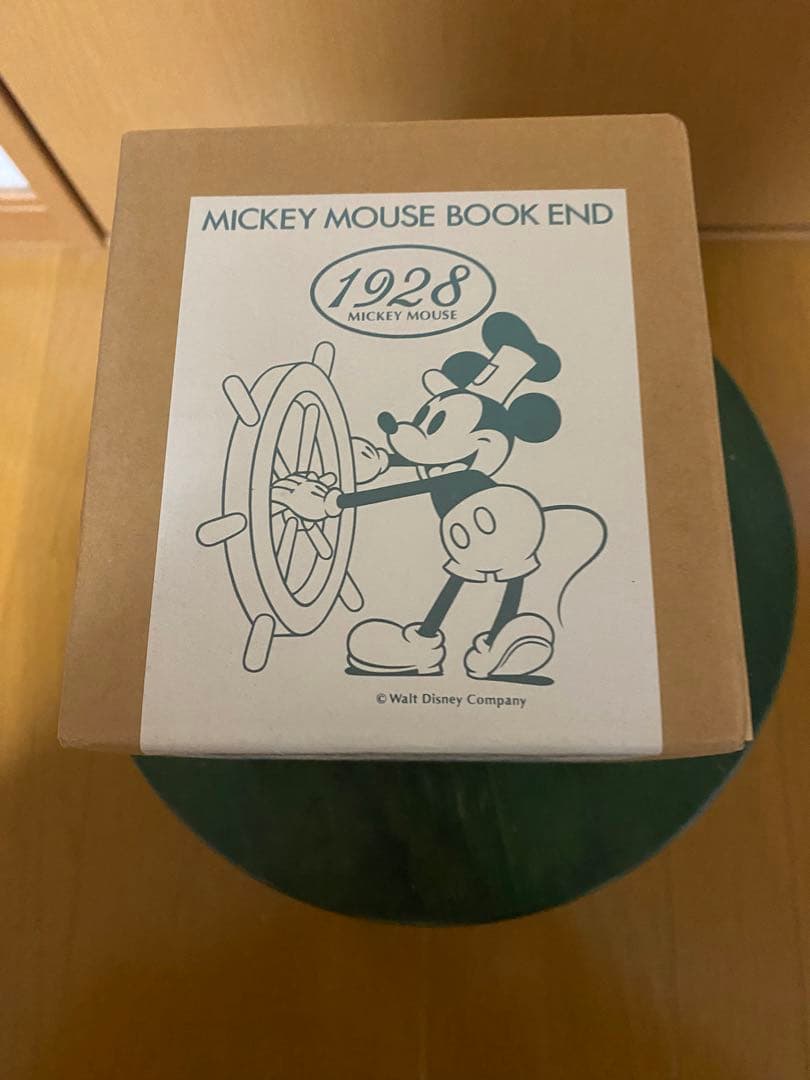 MICKEY MOUSE BOOK END
1928
MICKEY MOUSE
© Walt Disney Company